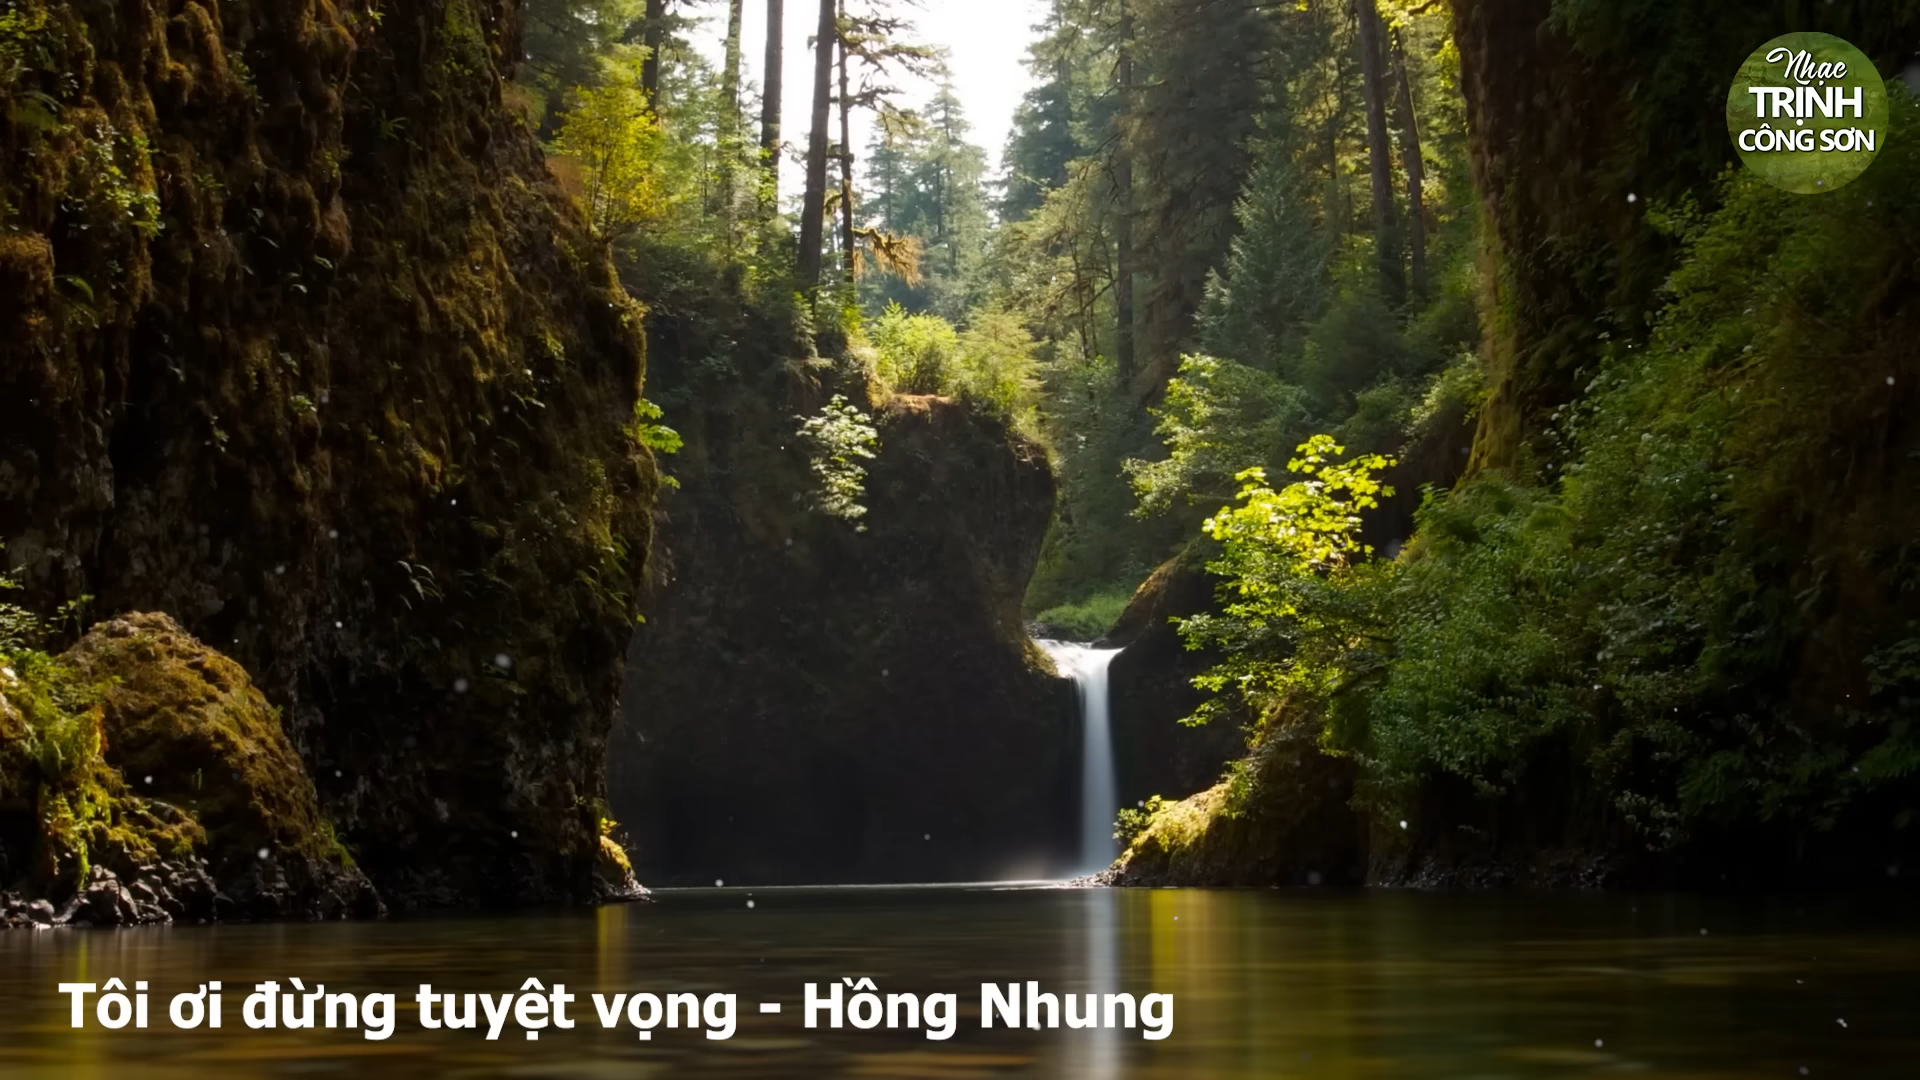 Nhạc
TRỊNH
CÔNG SƠN
Tôi ơi đừng tuyệt vọng - Hồng Nhung